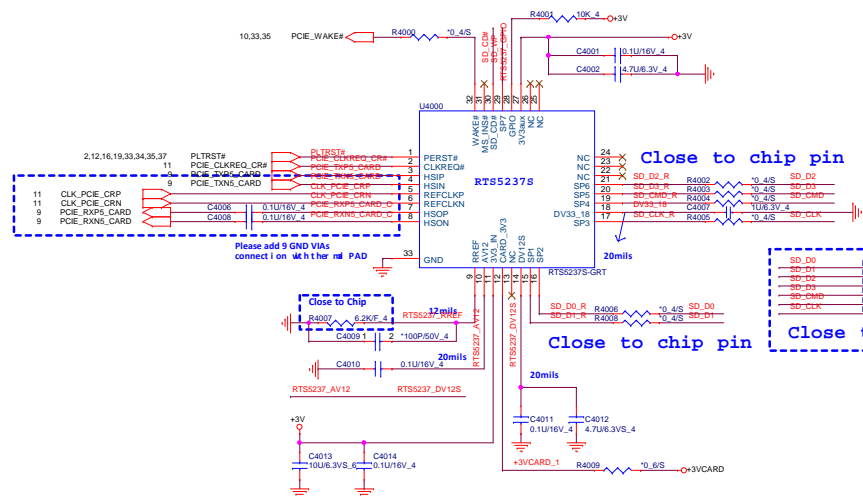 R4001 10K_4 +3V
10,33,35 PCIE_WAKE# R4000 *0_4/S
SD_CD#
SD_WP
RTS5237_GPIO
+3V
C4001 0.1U/16V_4
C4002 4.7U/6.3V_4
U4000
32 31 30 29 28 27 26 25
WAKE# MS_INS# SD_CD# SP7 GPIO 3V3aux NC NC
2,12,16,19,33,34,35,37 PLTRST# PLTRST# 1 PERST#
11 PCIE_CLKREQ_CR# PCIE_CLKREQ_CR# 2 CLKREQ#
9 PCIE_TXP5_CARD PCIE_TXP5_CARD 3 HSIP
9 PCIE_TXN5_CARD PCIE_TXN5_CARD 4 HSIN
11 CLK_PCIE_CRP CLK_PCIE_CRP 5 REFCLKP
11 CLK_PCIE_CRN CLK_PCIE_CRN 6 REFCLKN
9 PCIE_RXP5_CARD C4006 0.1U/16V_4 PCIE_RXP5_CARD_C 7 HSOP
9 PCIE_RXN5_CARD C4008 0.1U/16V_4 PCIE_RXN5_CARD_C 8 HSON
RTS5237S
NC 24
NC 23
NC 22
SP6 21 SD_D2_R R4002 *0_4/S SD_D2
SP5 20 SD_D3_R R4003 *0_4/S SD_D3
SP4 19 SD_CMD_R R4004 *0_4/S SD_CMD
DV33_18 18 DV33_18 C4007 1U/6.3V_4
SP3 17 SD_CLK_R R4005 *0_4/S SD_CLK
Close to chip pin
20mils
Please add 9 GND VIAs
connection with thermal PAD
33 GND
RREF AV12 3V3_IN CARD_3V3 NC DV12S SP1 SP2
9 10 11 12 13 14 15 16
RTS5237S-GRT
SD_D0
SD_D1
SD_D2
SD_D3
SD_CMD
SD_CLK
Close t
Close to Chip
R4007 6.2K/F_4 RTS5237_RREF
12mils
C4009 1 2 *100P/50V_4
20mils
C4010 0.1U/16V_4
RTS5237_AV12
RTS5237_DV12S
SD_D0_R R4006 *0_4/S SD_D0
SD_D1_R R4008 *0_4/S SD_D1
Close to chip pin
20mils
RTS5237_AV12 RTS5237_DV12S
C4011
0.1U/16V_4
C4012
4.7U/6.3VS_4
+3V
C4013
10U/6.3VS_6
C4014
0.1U/16V_4
+3VCARD_1 R4009 *0_6/S +3VCARD